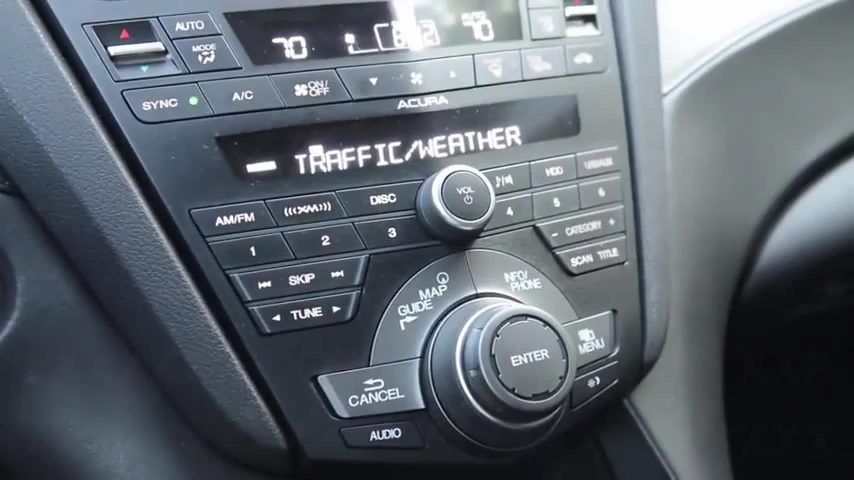 AUTO
MODE
70
70
SYNC
A/C
ON/
OFF
ACURA
TRAFFIC/WEATHER
AM/FM
((XM))
DISC
VOL
HDD
1
2
3
4
5
6
SKIP
TUNE
CATEGORY +
SCAN TITLE
MAP
GUIDE
INFO/
PHONE
ENTER
MENU
CANCEL
AUDIO